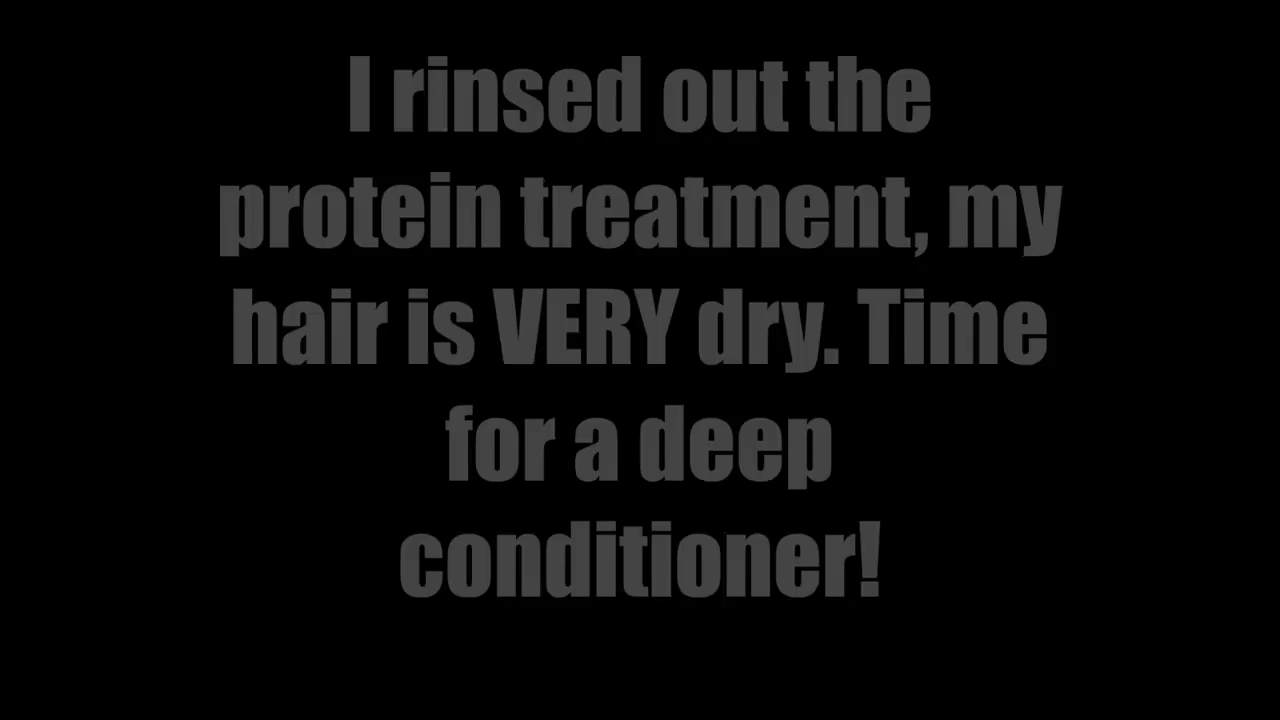 I rinsed out the
protein treatment, my
hair is VERY dry. Time
for a deep
conditioner!